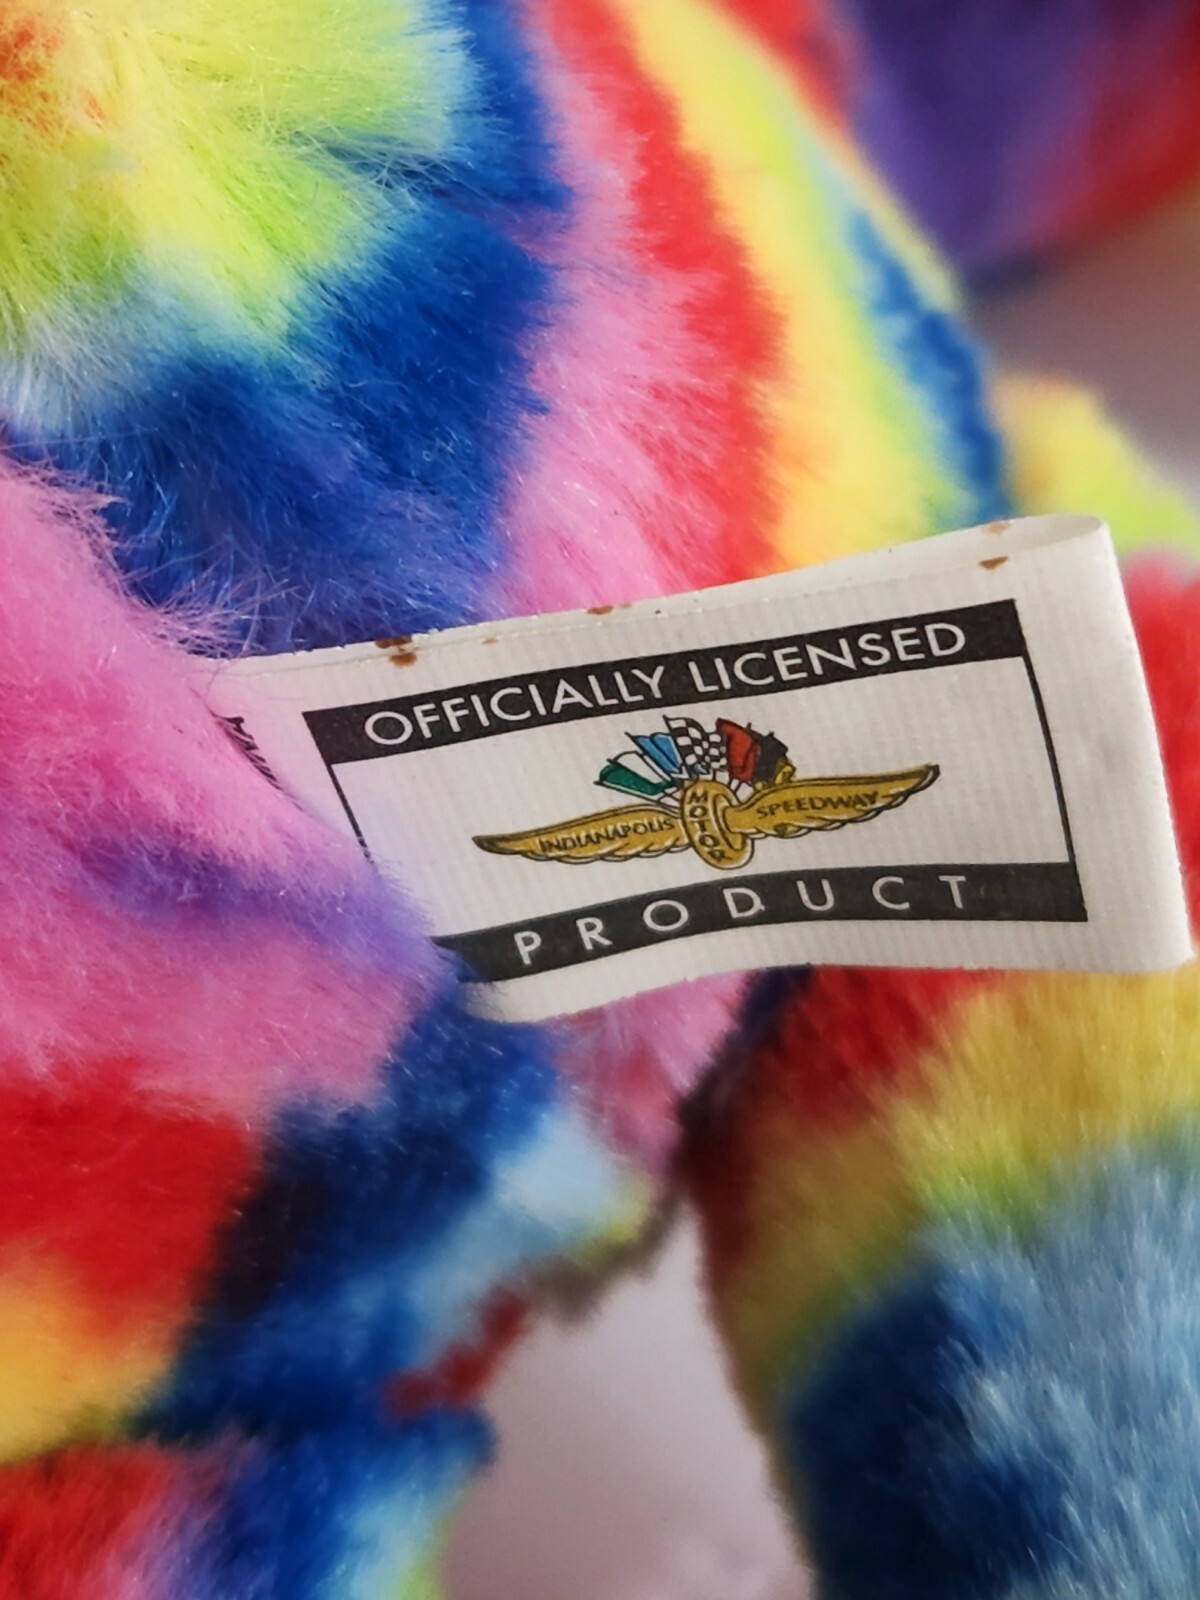 OFFICIALLY LICENSED
INDIANAPOLIS MOTOR SPEEDWAY
PRODUCT